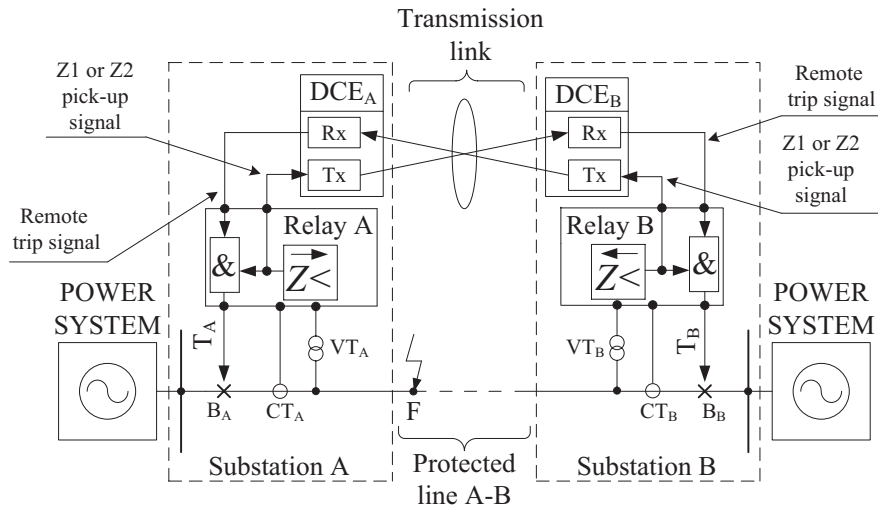 Transmission
link
Z1 or Z2
pick-up
signal
DCE_A
Rx
Tx
DCE_B
Rx
Tx
Remote
trip signal
Z1 or Z2
pick-up
signal
Remote
trip signal
Relay A
&
Z<
Relay B
Z<
&
POWER
SYSTEM
T_A
VT_A
B_A
CT_A
F
VT_B
T_B
CT_B
B_B
POWER
SYSTEM
Substation A
Protected
line A-B
Substation B